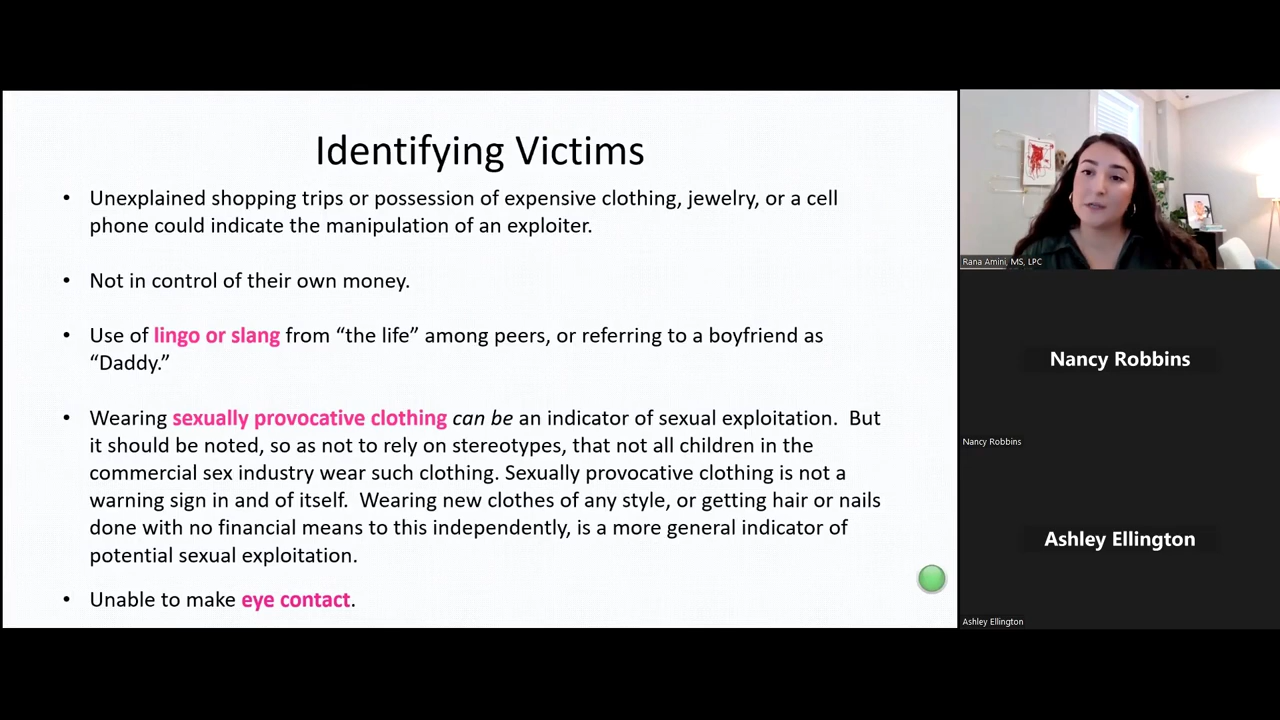 Identifying Victims
• Unexplained shopping trips or possession of expensive clothing, jewelry, or a cell
phone could indicate the manipulation of an exploiter.
• Not in control of their own money.
• Use of lingo or slang from “the life” among peers, or referring to a boyfriend as
“Daddy.”
• Wearing sexually provocative clothing can be an indicator of sexual exploitation. But
it should be noted, so as not to rely on stereotypes, that not all children in the
commercial sex industry wear such clothing. Sexually provocative clothing is not a
warning sign in and of itself. Wearing new clothes of any style, or getting hair or nails
done with no financial means to this independently, is a more general indicator of
potential sexual exploitation.
• Unable to make eye contact.
Rana Amini, MS, LPC
Nancy Robbins
Nancy Robbins
Ashley Ellington
Ashley Ellington